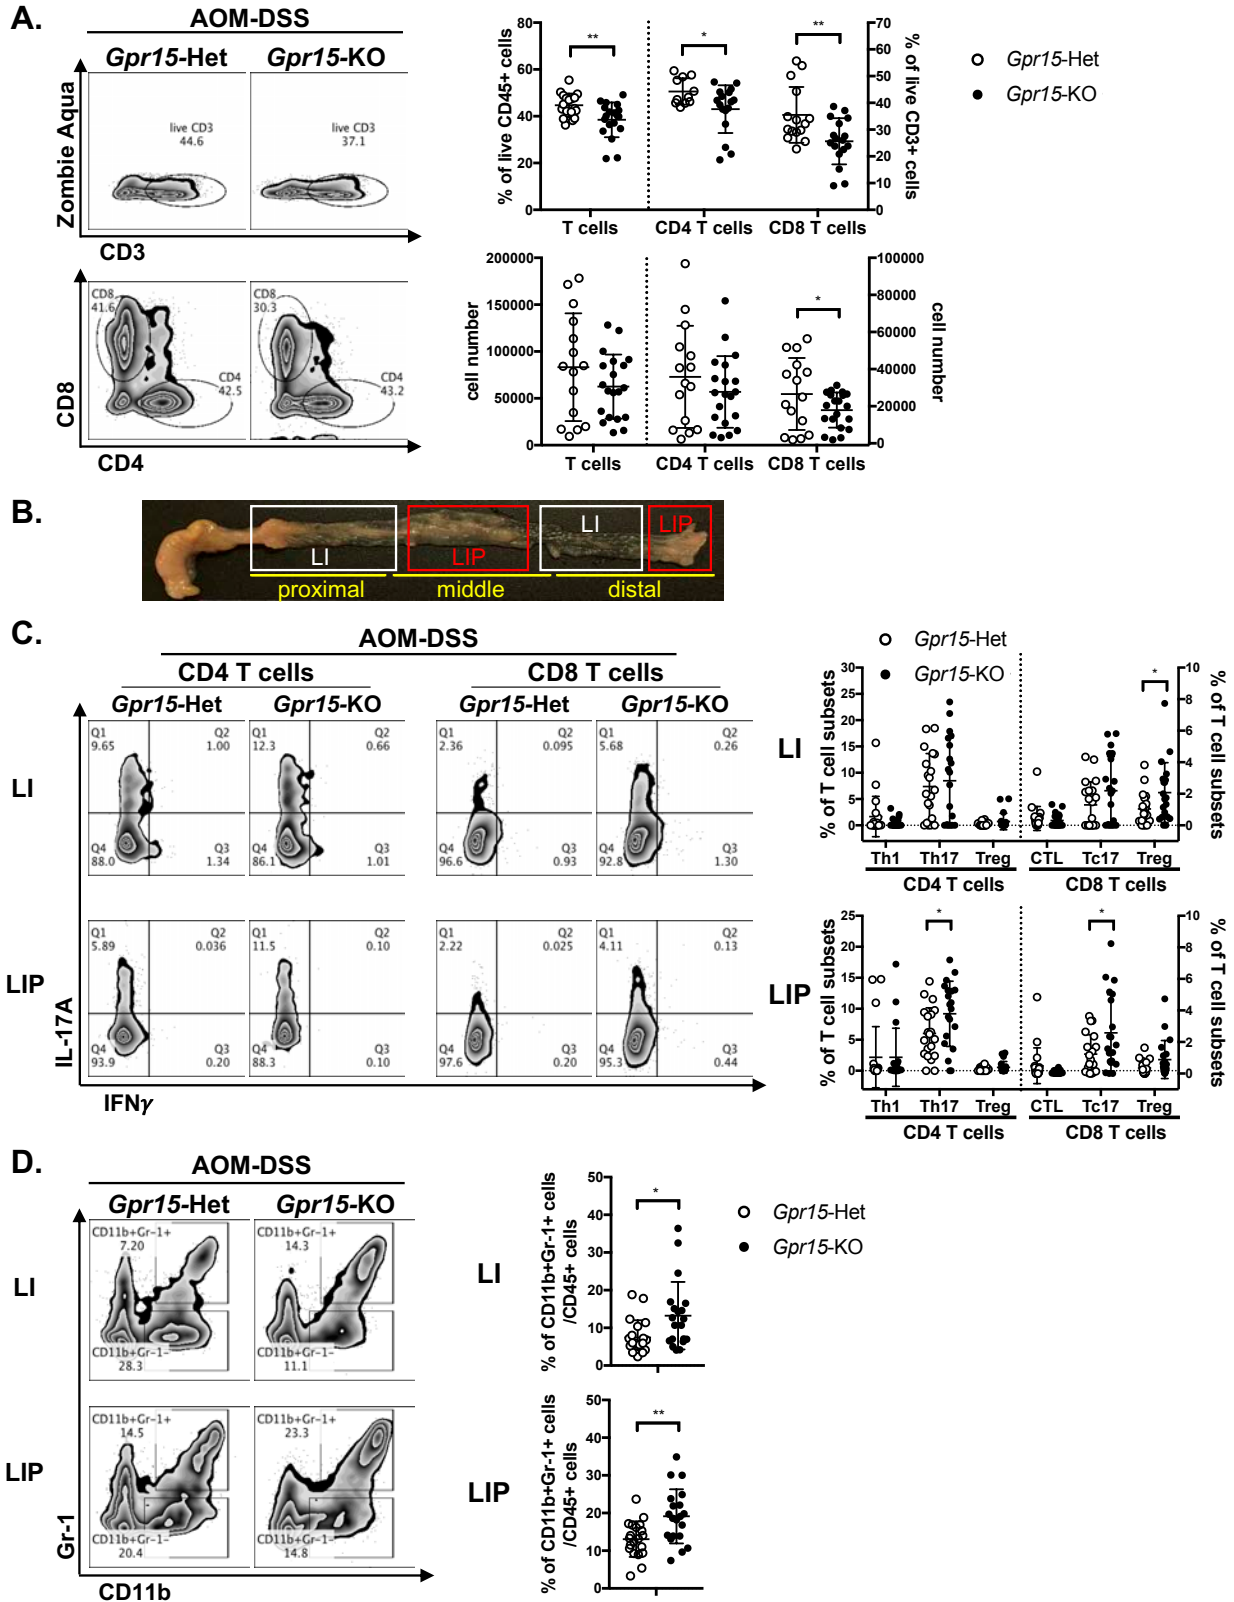 A.
AOM-DSS
Gpr15-Het
Gpr15-KO
Zombie Aqua
live CD3
44.6
live CD3
37.1
CD3
CD8
41.6
CD4
42.5
CD8
30.3
CD4
43.2
CD8
CD4
% of live CD45+ cells
80
60
40
20
0
**
*
**
70
60
50
40
30
20
10
0
% of live CD3+ cells
T cells
CD4 T cells
CD8 T cells
Gpr15-Het
Gpr15-KO
cell number
200000
150000
100000
50000
0
*
100000
80000
60000
40000
20000
0
cell number
T cells
CD4 T cells
CD8 T cells
B.
LI
LIP
LI
LIP
proximal
middle
distal
C.
AOM-DSS
CD4 T cells
CD8 T cells
Gpr15-Het
Gpr15-KO
Gpr15-Het
Gpr15-KO
LI
Q1
9.65
Q2
1.00
Q4
88.0
Q3
1.34
Q1
12.3
Q2
0.66
Q4
86.1
Q3
1.01
Q1
2.36
Q2
0.095
Q4
96.6
Q3
0.93
Q1
5.68
Q2
0.26
Q4
92.8
Q3
1.30
LIP
Q1
5.89
Q2
0.036
Q4
93.9
Q3
0.20
Q1
11.5
Q2
0.10
Q4
88.3
Q3
0.10
Q1
2.22
Q2
0.025
Q4
97.6
Q3
0.20
Q1
4.11
Q2
0.13
Q4
95.3
Q3
0.44
IL-17A
IFNγ
Gpr15-Het
Gpr15-KO
LI
% of T cell subsets
30
25
20
15
10
5
0
*
10
8
6
4
2
0
% of T cell subsets
Th1
Th17
Treg
CTL
Tc17
Treg
CD4 T cells
CD8 T cells
LIP
% of T cell subsets
25
20
15
10
5
0
*
*
10
8
6
4
2
0
% of T cell subsets
Th1
Th17
Treg
CTL
Tc17
Treg
CD4 T cells
CD8 T cells
D.
AOM-DSS
Gpr15-Het
Gpr15-KO
LI
CD11b+Gr-1+
7.20
CD11b+Gr-1-
28.3
CD11b+Gr-1+
14.3
CD11b+Gr-1-
11.1
LIP
CD11b+Gr-1+
14.5
CD11b+Gr-1-
20.4
CD11b+Gr-1+
23.3
CD11b+Gr-1-
14.8
Gr-1
CD11b
LI
% of CD11b+Gr-1+ cells
/CD45+ cells
50
40
30
20
10
0
*
Gpr15-Het
Gpr15-KO
LIP
% of CD11b+Gr-1+ cells
/CD45+ cells
50
40
30
20
10
0
**